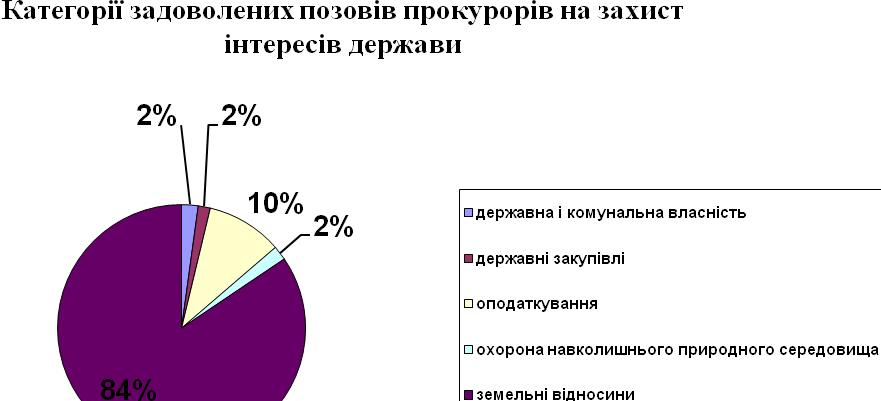 Категорії задоволених позовів прокурорів на захист
інтересів держави
2%
2%
10%
2%
84%
державна і комунальна власність
державні закупівлі
оподаткування
охорона навколишнього природного середовища
земельні відносини